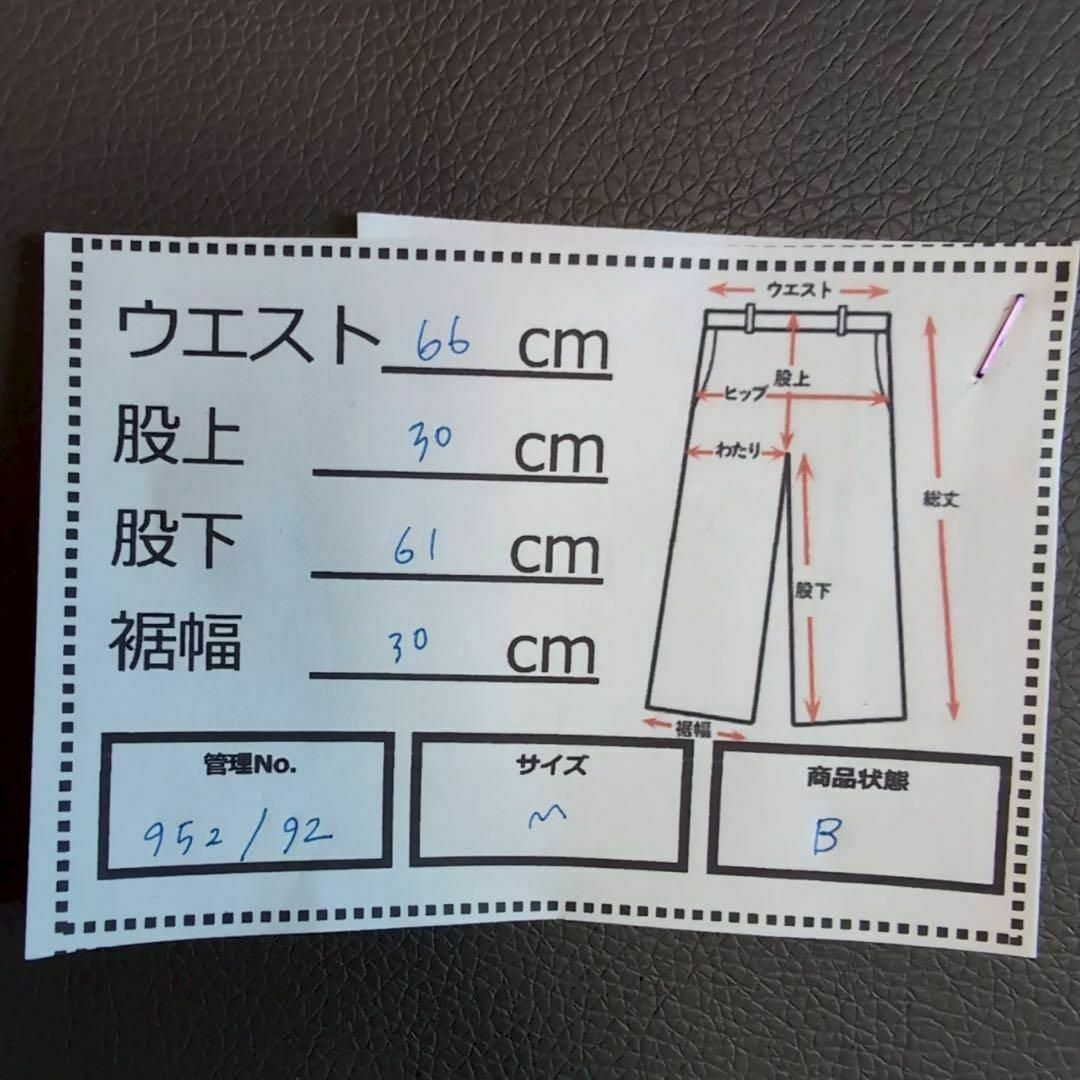 ウエスト 66 cm
股上 30 cm
股下 61 cm
裾幅 30 cm
ウエスト
股上
ヒップ
わたり
総丈
股下
裾幅
管理No.
952/92
サイズ
M
商品状態
B